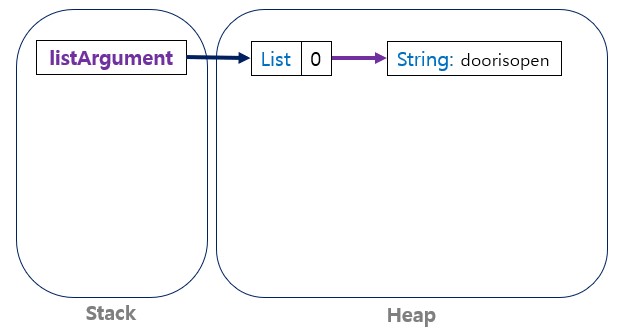 listArgument
List 0
String: doorisopen
Stack
Heap